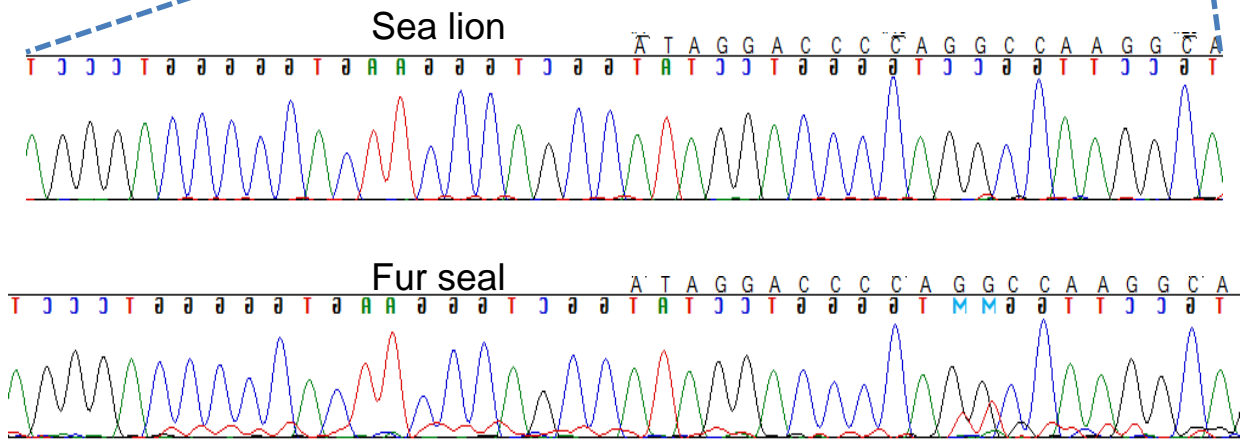 Sea lion
A T A G G A C C C C A G G C C A A G G C A
T C C C T G G G G G T G A A G G G T C G G T A T C C T G G G G T C C G G T T C C G T
Fur seal
A T A G G A C C C C A G G C C A A G G C A
T C C C T G G G G G T G A A G G G T C G G T A T C C T G G G G T M M G G T T C C G T